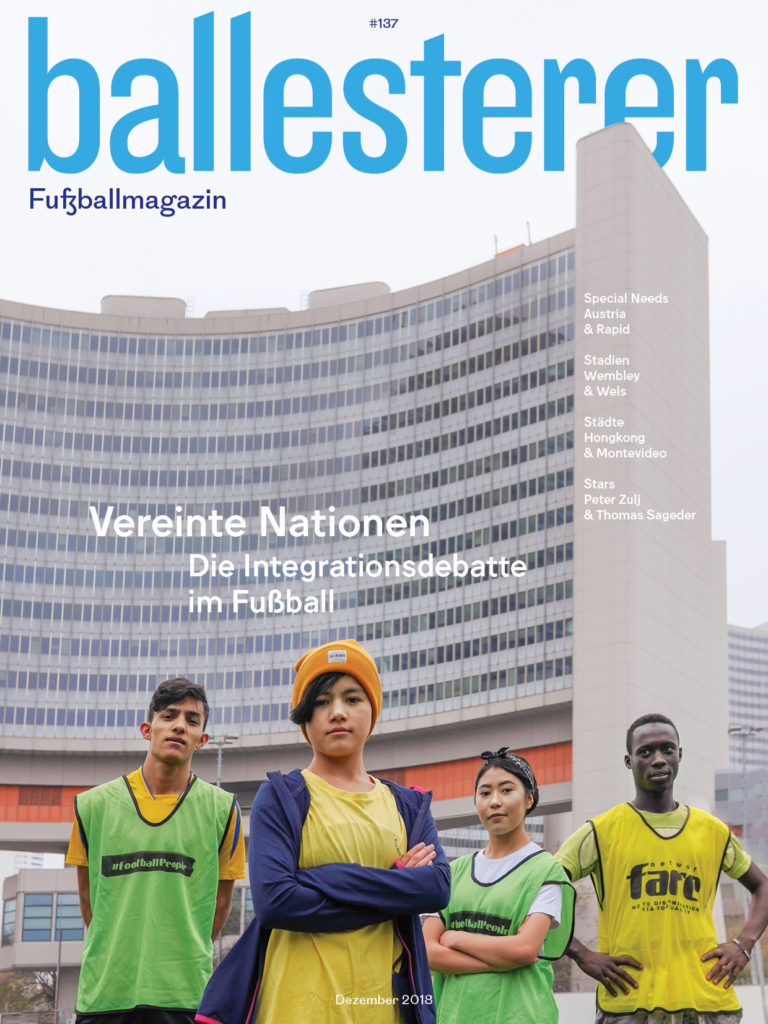 #137
ballesterer
Fußballmagazin
Special Needs
Austria
& Rapid
Stadien
Wembley
& Wels
Städte
Hongkong
& Montevideo
Stars
Peter Zulj
& Thomas Sageder
Vereinte Nationen
Die Integrationsdebatte
im Fußball
#footballPeople
#footballPeople
networ
fare
Dezember 2018